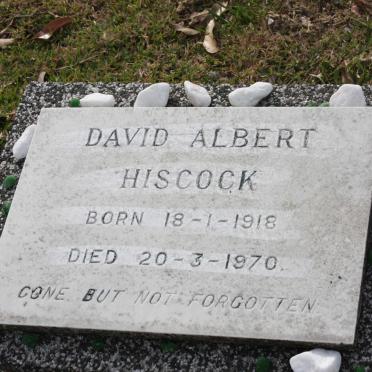 DAVID ALBERT
HISCOCK
BORN 18-1-1918
DIED 20-3-1970.
GONE BUT NOT FORGOTTEN